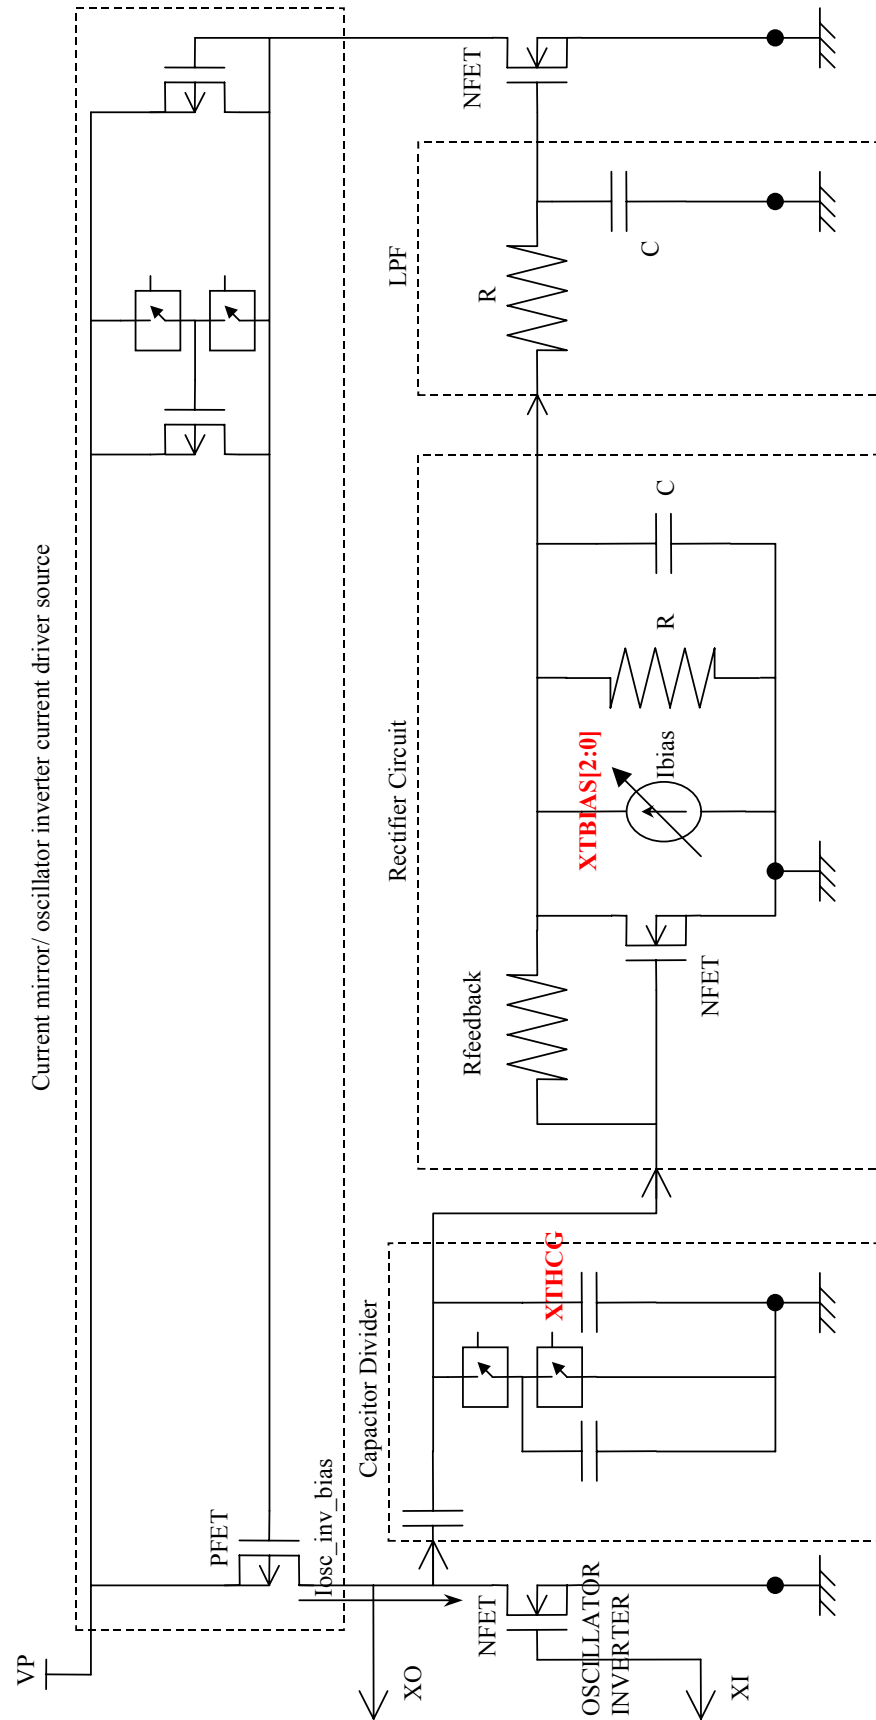 Current mirror/ oscillator inverter current driver source
VP
PFET
Iosc_inv_bias
XO
NFET
OSCILLATOR
INVERTER
XI
Capacitor Divider
XTHCG
Rectifier Circuit
Rfeedback
NFET
XTBIAS[2:0]
Ibias
R
C
LPF
R
C
NFET